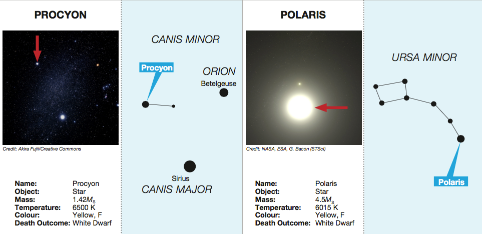 PROCYON
CANIS MINOR
Procyon
ORION
Betelgeuse
Sirius
CANIS MAJOR
Credit: Akira Fujii/Creative Commons
Name: Procyon
Object: Star
Mass: 1.42Ms
Temperature: 6500 K
Colour: Yellow, F
Death Outcome: White Dwarf
POLARIS
URSA MINOR
Polaris
Credit: NASA, ESA, G. Bacon (STScI)
Name: Polaris
Object: Star
Mass: 4.5Ms
Temperature: 6015 K
Colour: Yellow, F
Death Outcome: White Dwarf